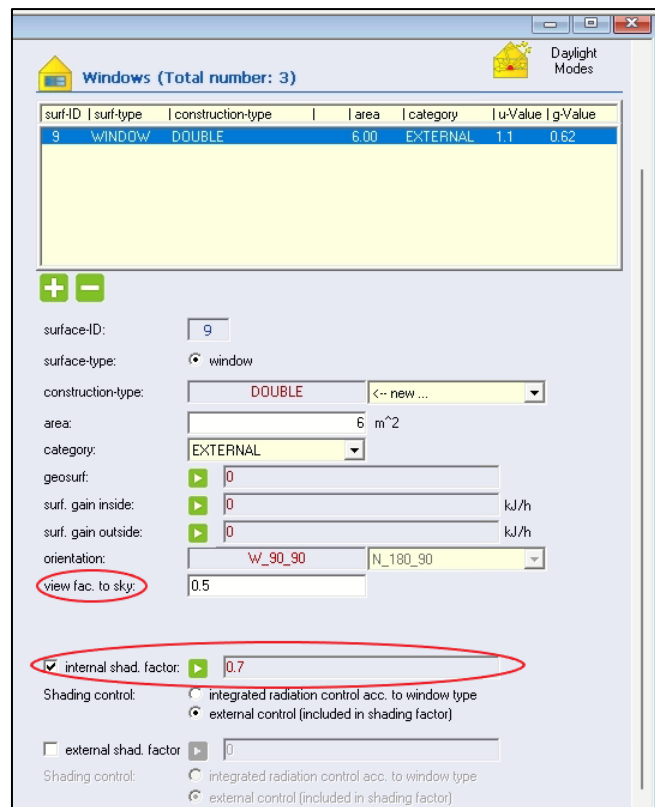 Daylight
Modes
Windows (Total number: 3)
surf-ID | surf-type | construction-type | | area | category | u-Value | g-Value
9 WINDOW DOUBLE 6.00 EXTERNAL 1.1 0.62
surface-ID: 9
surface-type: window
construction-type: DOUBLE <-- new ...
area: 6 m^2
category: EXTERNAL
geosurf: 0
surf. gain inside: 0 kJ/h
surf. gain outside: 0 kJ/h
orientation: W_90_90 N_180_90
view fac. to sky: 0.5
internal shad. factor: 0.7
Shading control: integrated radiation control acc. to window type
external control (included in shading factor)
external shad. factor 0
Shading control: integrated radiation control acc. to window type
external control (included in shading factor)